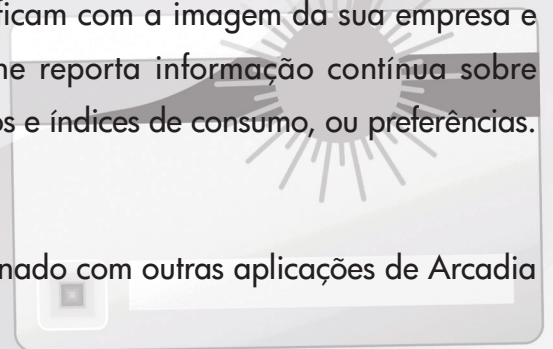 ficam com a imagem da sua empresa e
he reporta informação contínua sobre
os e índices de consumo, ou preferências.
nado com outras aplicações de Arcadia